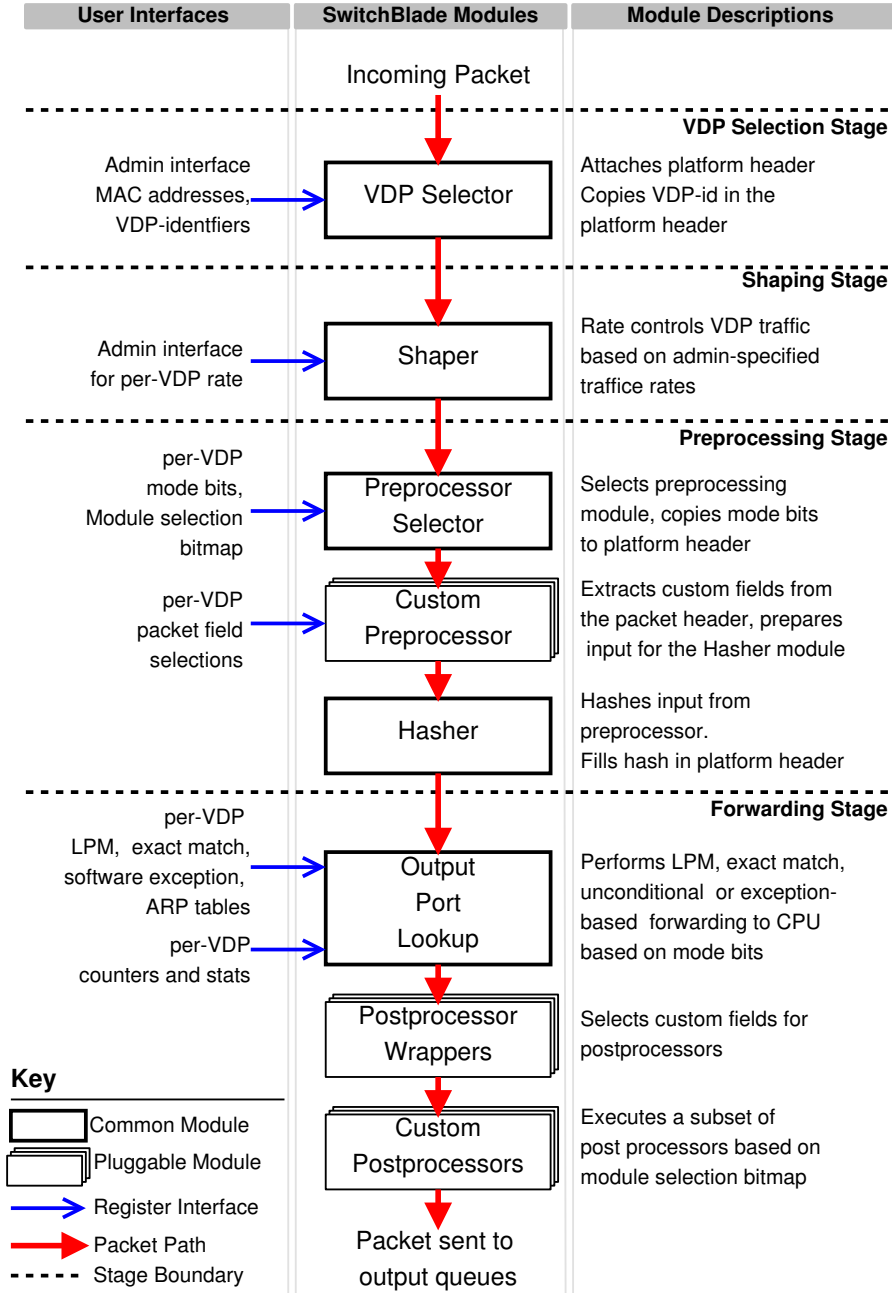 User Interfaces
SwitchBlade Modules
Module Descriptions
Incoming Packet
VDP Selection Stage
Admin interface
MAC addresses,
VDP-identfiers
VDP Selector
Attaches platform header
Copies VDP-id in the
platform header
Shaping Stage
Admin interface
for per-VDP rate
Shaper
Rate controls VDP traffic
based on admin-specified
traffice rates
Preprocessing Stage
per-VDP
mode bits,
Module selection
bitmap
Preprocessor
Selector
Selects preprocessing
module, copies mode bits
to platform header
per-VDP
packet field
selections
Custom
Preprocessor
Extracts custom fields from
the packet header, prepares
input for the Hasher module
Hasher
Hashes input from
preprocessor.
Fills hash in platform header
Forwarding Stage
per-VDP
LPM, exact match,
software exception,
ARP tables
per-VDP
counters and stats
Output
Port
Lookup
Performs LPM, exact match,
unconditional or exception-
based forwarding to CPU
based on mode bits
Postprocessor
Wrappers
Selects custom fields for
postprocessors
Custom
Postprocessors
Executes a subset of
post processors based on
module selection bitmap
Packet sent to
output queues
Key
Common Module
Pluggable Module
Register Interface
Packet Path
Stage Boundary